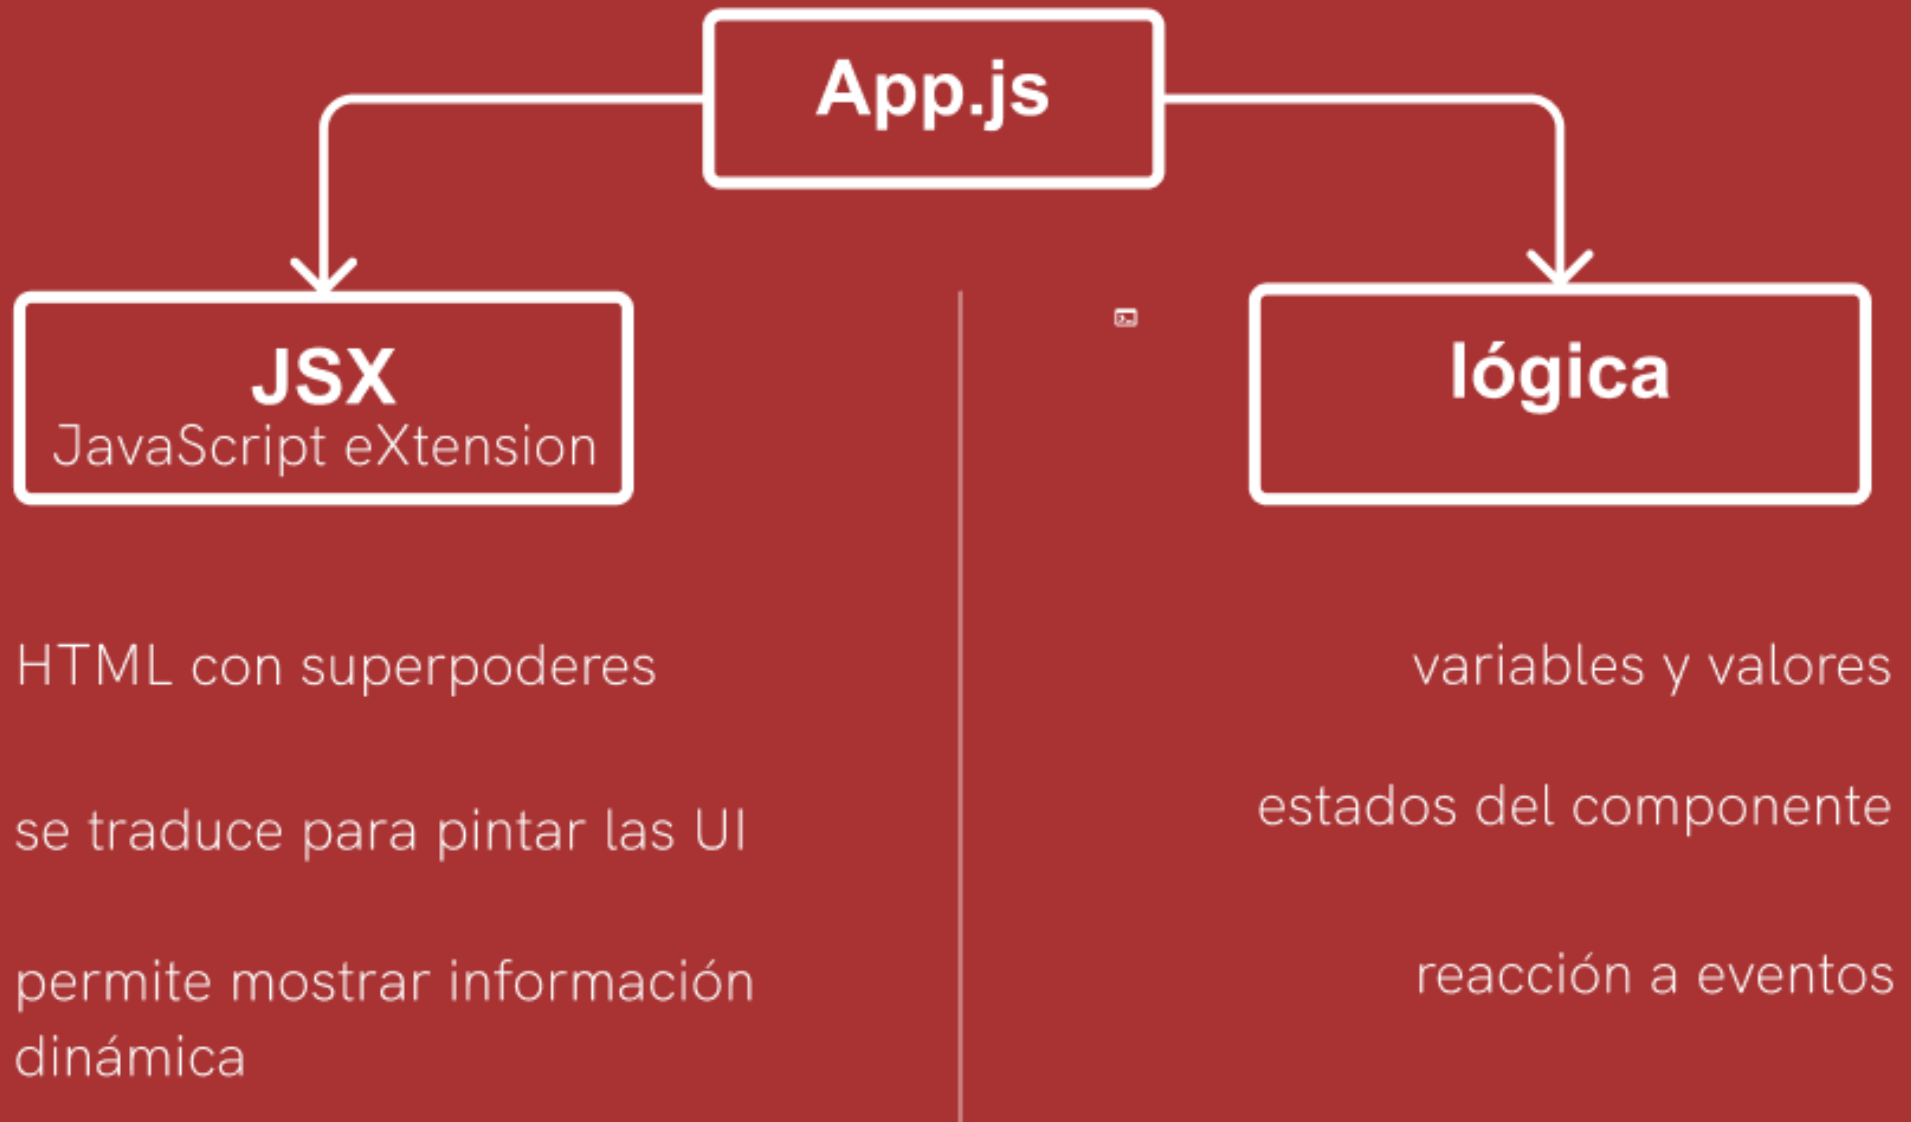 App.js
JSX
JavaScript eXtension
HTML con superpoderes
se traduce para pintar las UI
permite mostrar información
dinámica
lógica
variables y valores
estados del componente
reacción a eventos